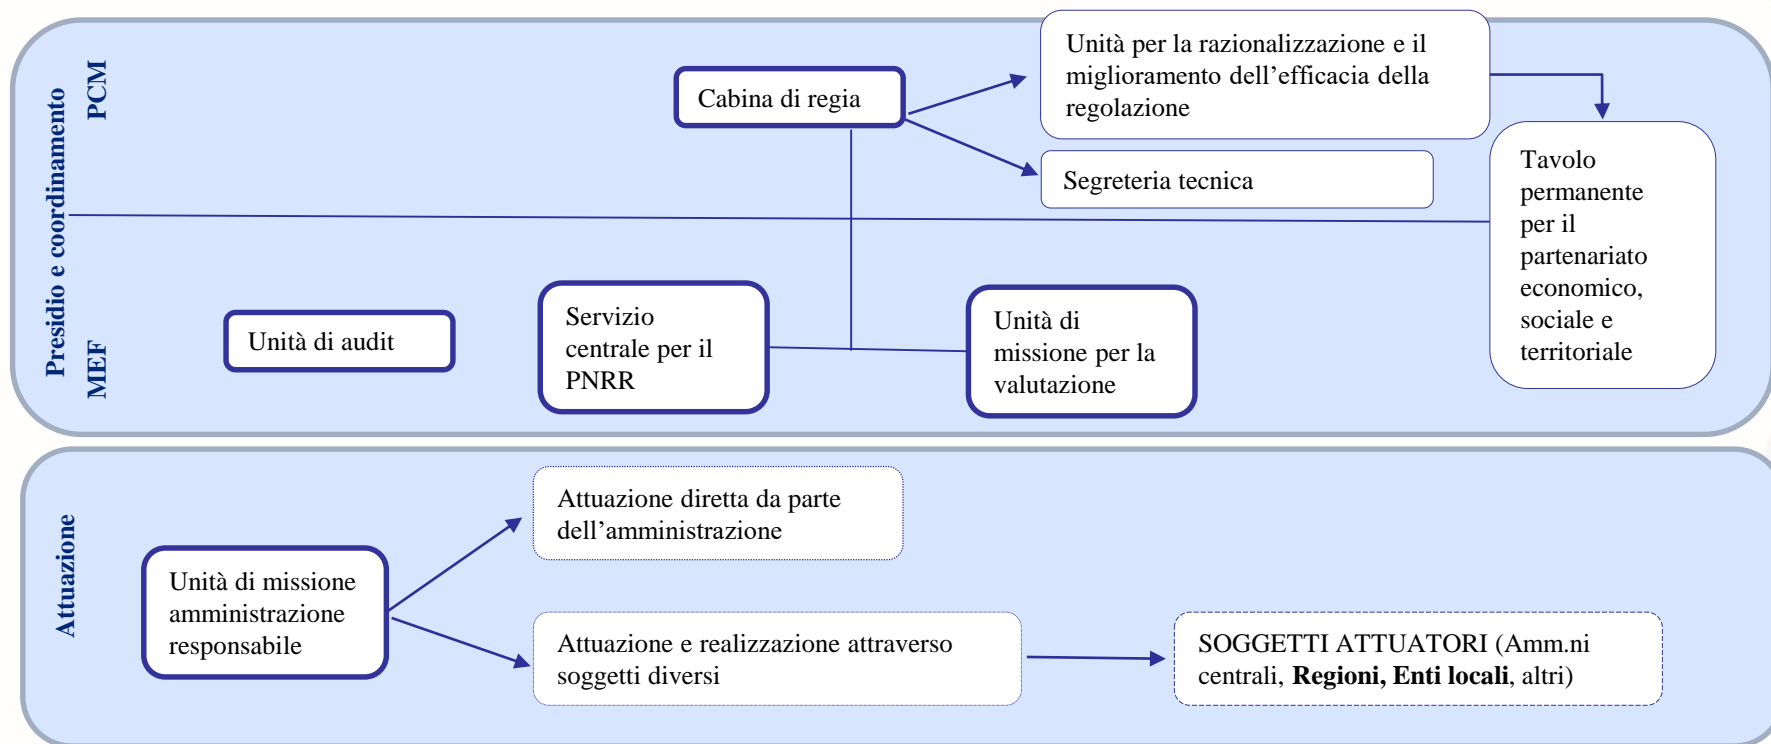 Presidio e coordinamento
PCM
MEF
Cabina di regia
Unità per la razionalizzazione e il
miglioramento dell’efficacia della
regolazione
Segreteria tecnica
Tavolo
permanente
per il
partenariato
economico,
sociale e
territoriale
Unità di audit
Servizio
centrale per il
PNRR
Unità di
missione per la
valutazione
Attuazione
Unità di missione
amministrazione
responsabile
Attuazione diretta da parte
dell’amministrazione
Attuazione e realizzazione attraverso
soggetti diversi
SOGGETTI ATTUATORI (Amm.ni
centrali, Regioni, Enti locali, altri)